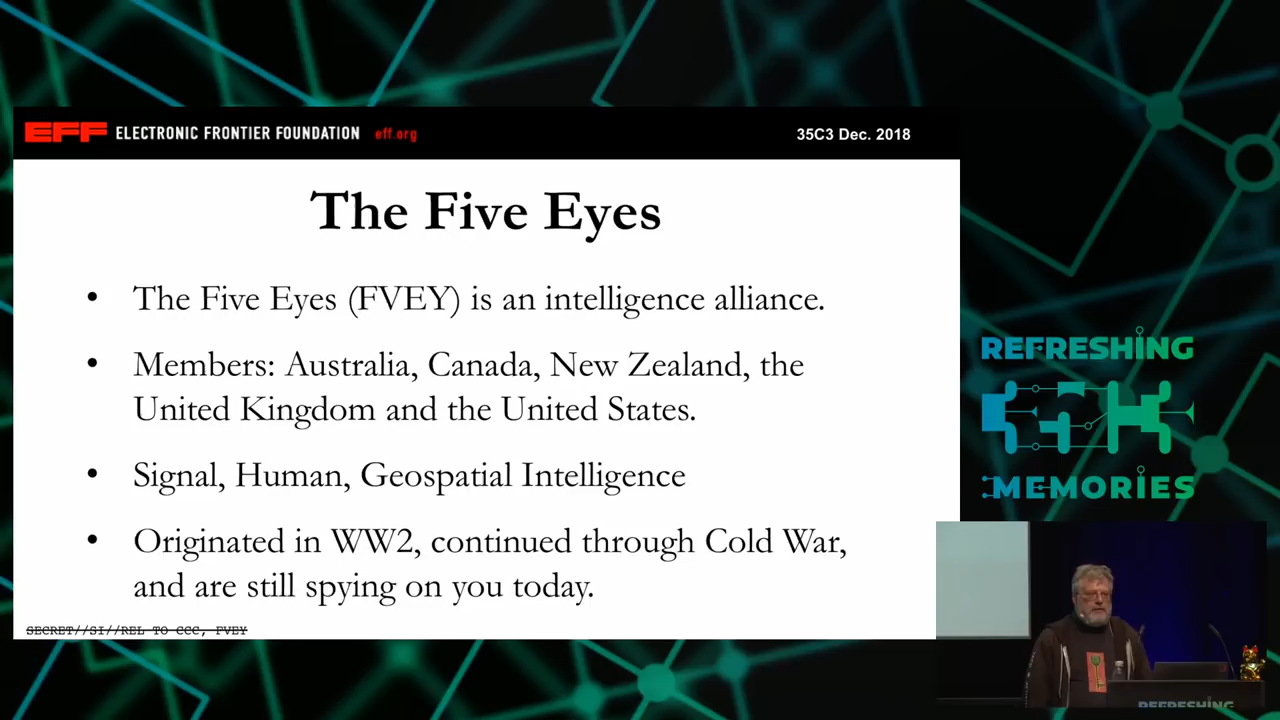 EFF ELECTRONIC FRONTIER FOUNDATION eff.org
35C3 Dec. 2018
The Five Eyes
• The Five Eyes (FVEY) is an intelligence alliance.
• Members: Australia, Canada, New Zealand, the
United Kingdom and the United States.
• Signal, Human, Geospatial Intelligence
• Originated in WW2, continued through Cold War,
and are still spying on you today.
SECRET//SI//REL TO CCC, FVEY
REFRESHING
35C3
MEMORIES
REFRESHING